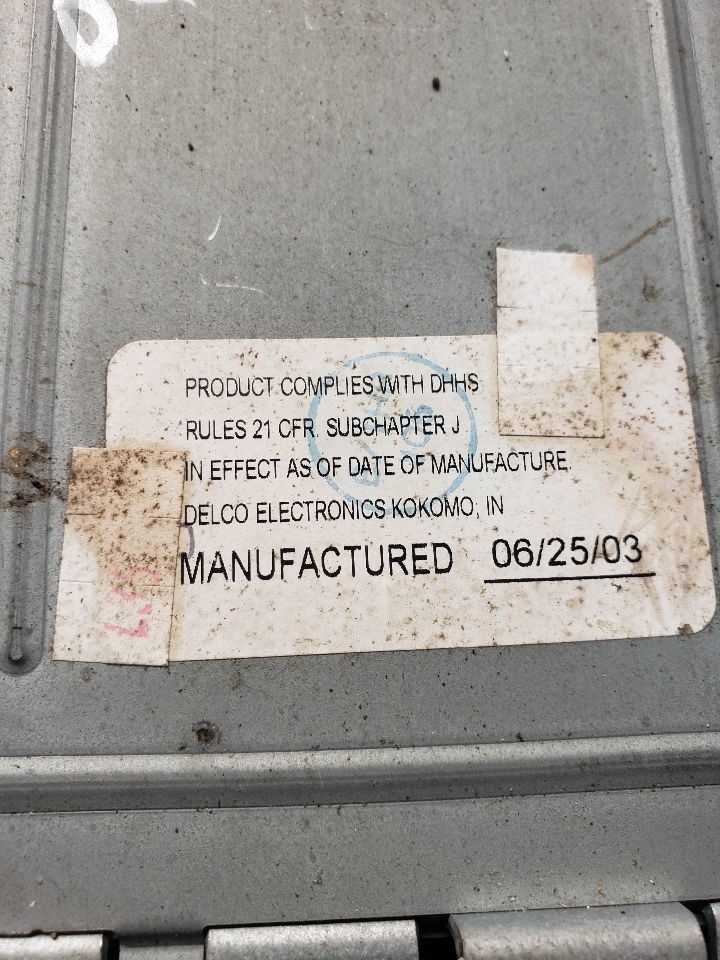 PRODUCT COMPLIES WITH DHHS
RULES 21 CFR. SUBCHAPTER J
IN EFFECT AS OF DATE OF MANUFACTURE.
DELCO ELECTRONICS KOKOMO, IN
MANUFACTURED 06/25/03